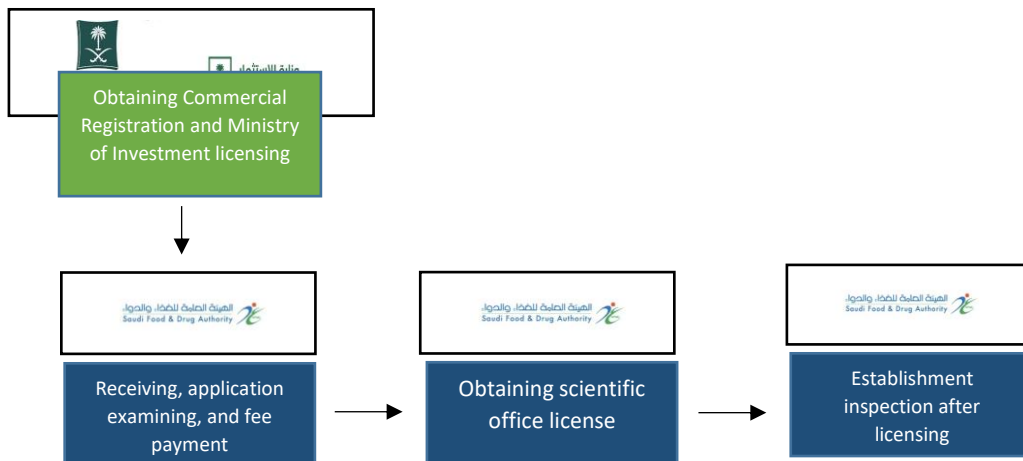 وزارة الاستثمار
Obtaining Commercial
Registration and Ministry
of Investment licensing
الهيئة العامة للغذاء والدواء
Saudi Food & Drug Authority
الهيئة العامة للغذاء والدواء
Saudi Food & Drug Authority
الهيئة العامة للغذاء والدواء
Saudi Food & Drug Authority
Receiving, application
examining, and fee
payment
Obtaining scientific
office license
Establishment
inspection after
licensing